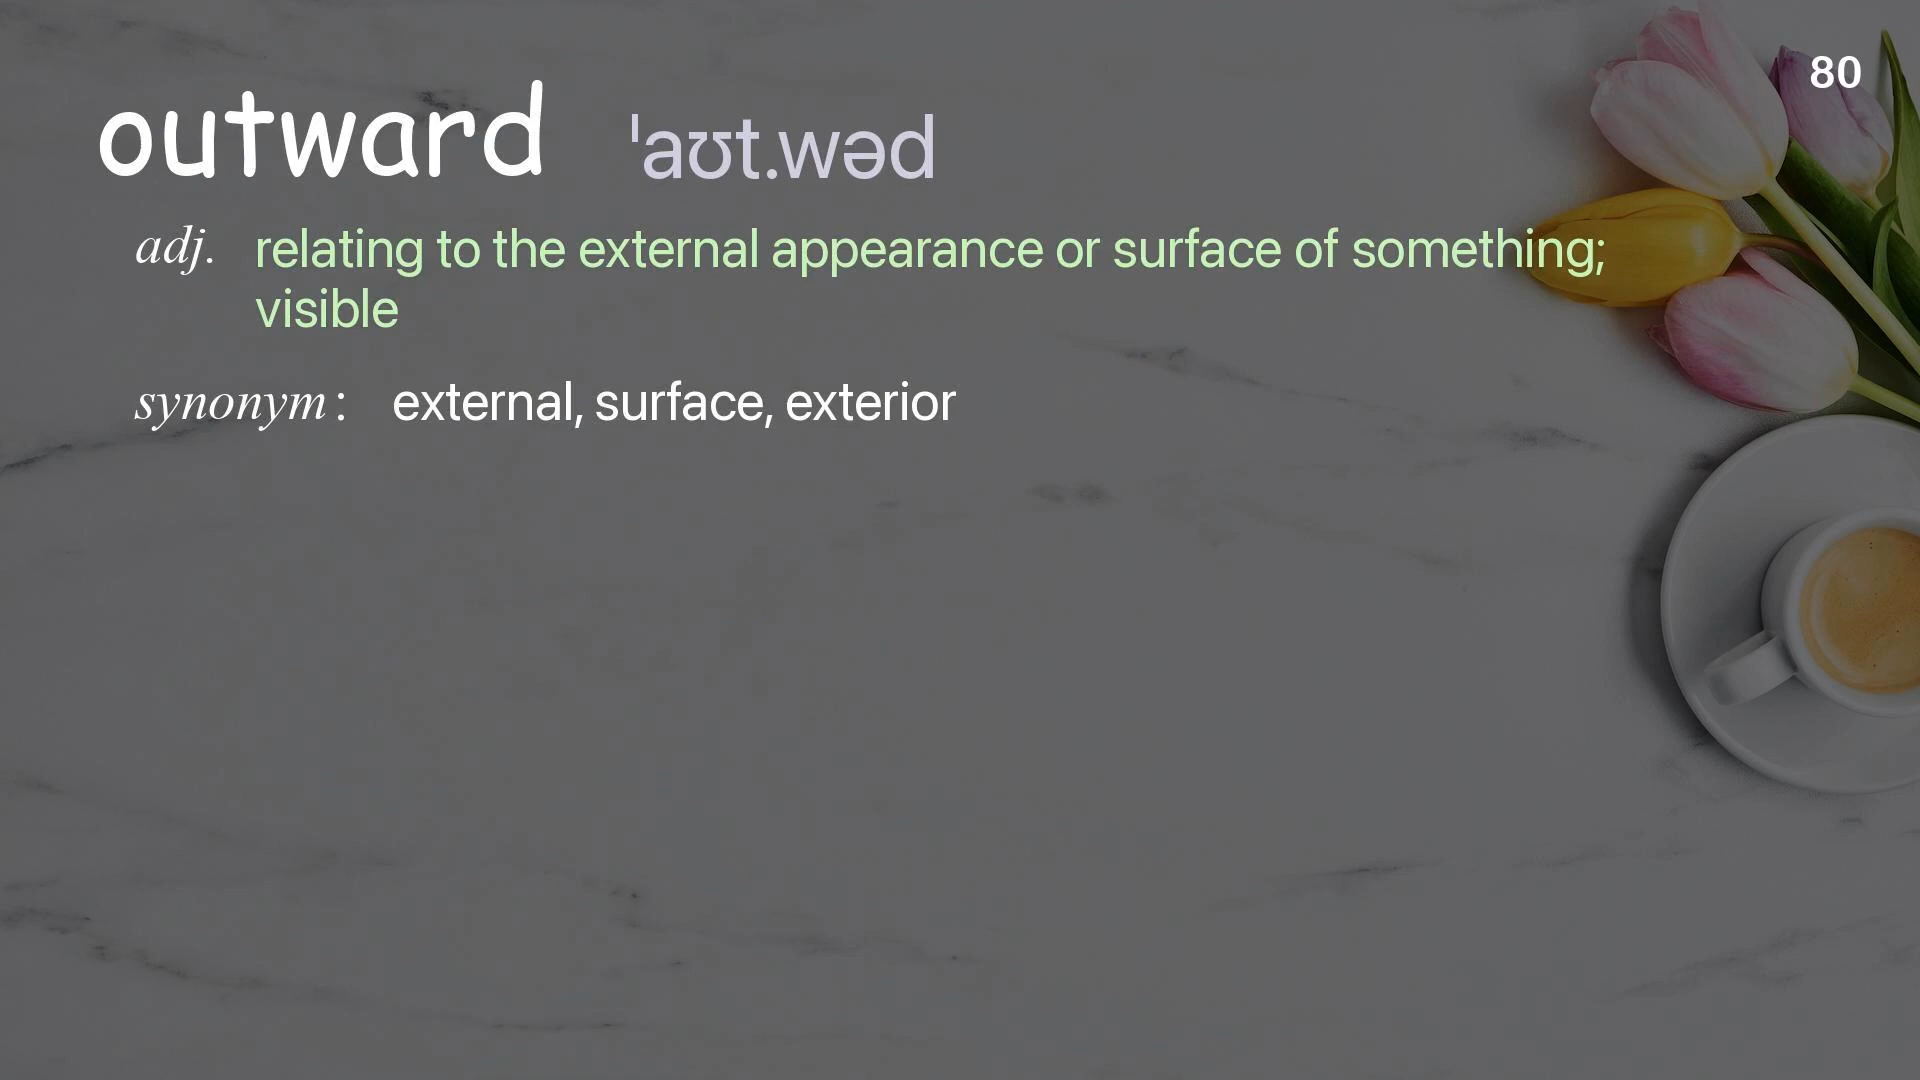 80
outward ˈaʊt.wəd
adj. relating to the external appearance or surface of something;
visible
synonym: external, surface, exterior